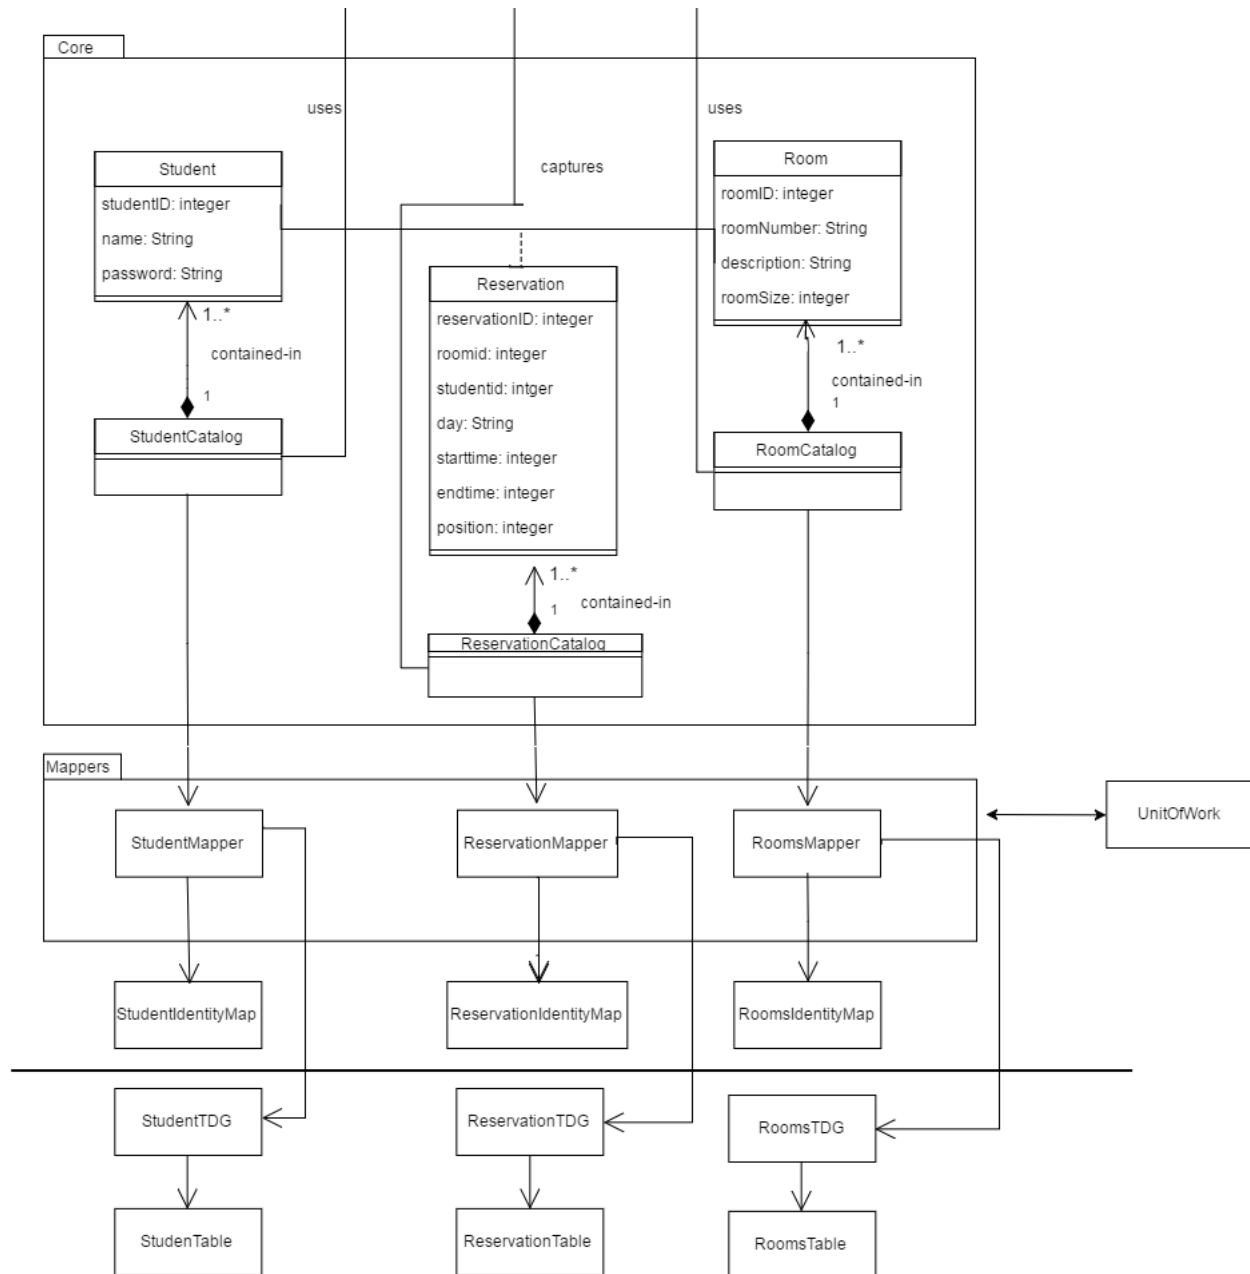 Core
uses
uses
captures
Student
studentID: integer
name: String
password: String
Room
roomID: integer
roomNumber: String
description: String
roomSize: integer
Reservation
reservationID: integer
roomid: integer
studentid: intger
day: String
starttime: integer
endtime: integer
position: integer
1..*
contained-in
1
StudentCatalog
1..*
contained-in
1
RoomCatalog
1..*
contained-in
1
ReservationCatalog
Mappers
StudentMapper
ReservationMapper
RoomsMapper
UnitOfWork
StudentIdentityMap
ReservationIdentityMap
RoomsIdentityMap
StudentTDG
ReservationTDG
RoomsTDG
StudenTable
ReservationTable
RoomsTable